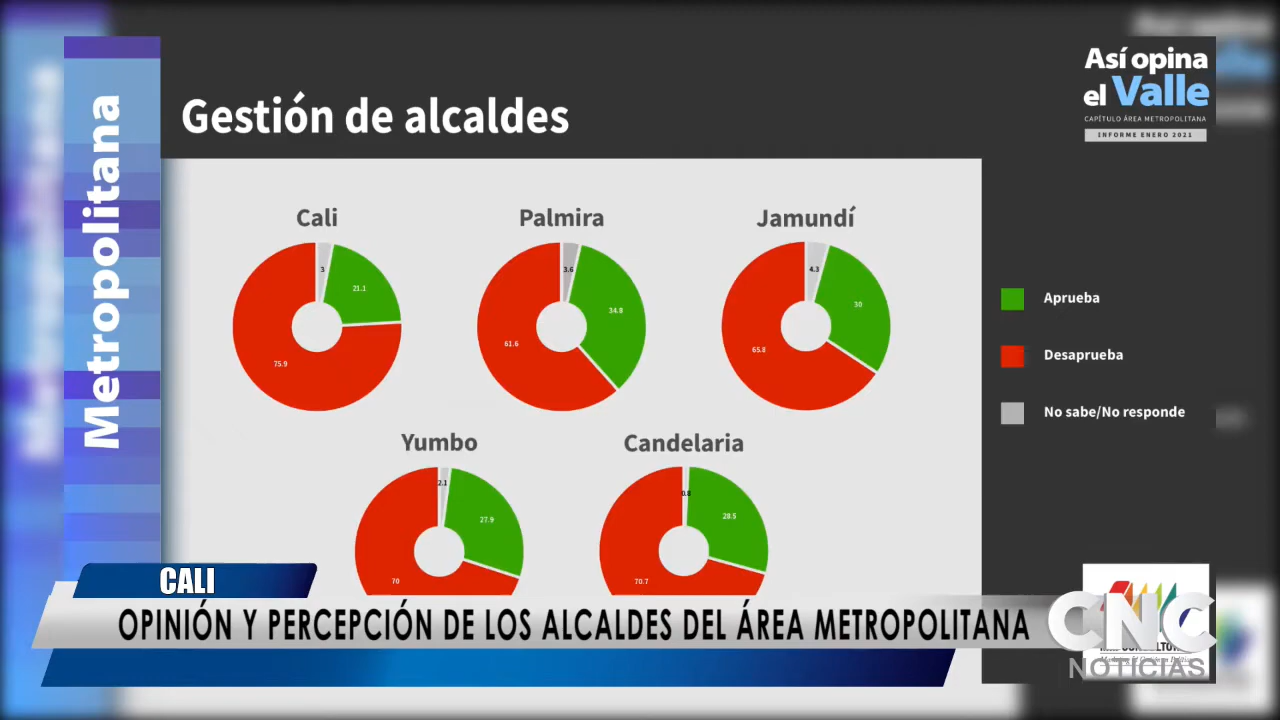 Metropolitana
Gestión de alcaldes
Así opina
el Valle
CAPÍTULO ÁREA METROPOLITANA
INFORME ENERO 2021
Cali
3
21.1
75.9
Palmira
3.6
34.8
61.6
Jamundí
4.3
30
65.8
Aprueba
Desaprueba
No sabe/No responde
Yumbo
2.1
27.9
70
Candelaria
0.8
28.5
70.7
CALI
OPINIÓN Y PERCEPCIÓN DE LOS ALCALDES DEL ÁREA METROPOLITANA
CNC
NOTICIAS